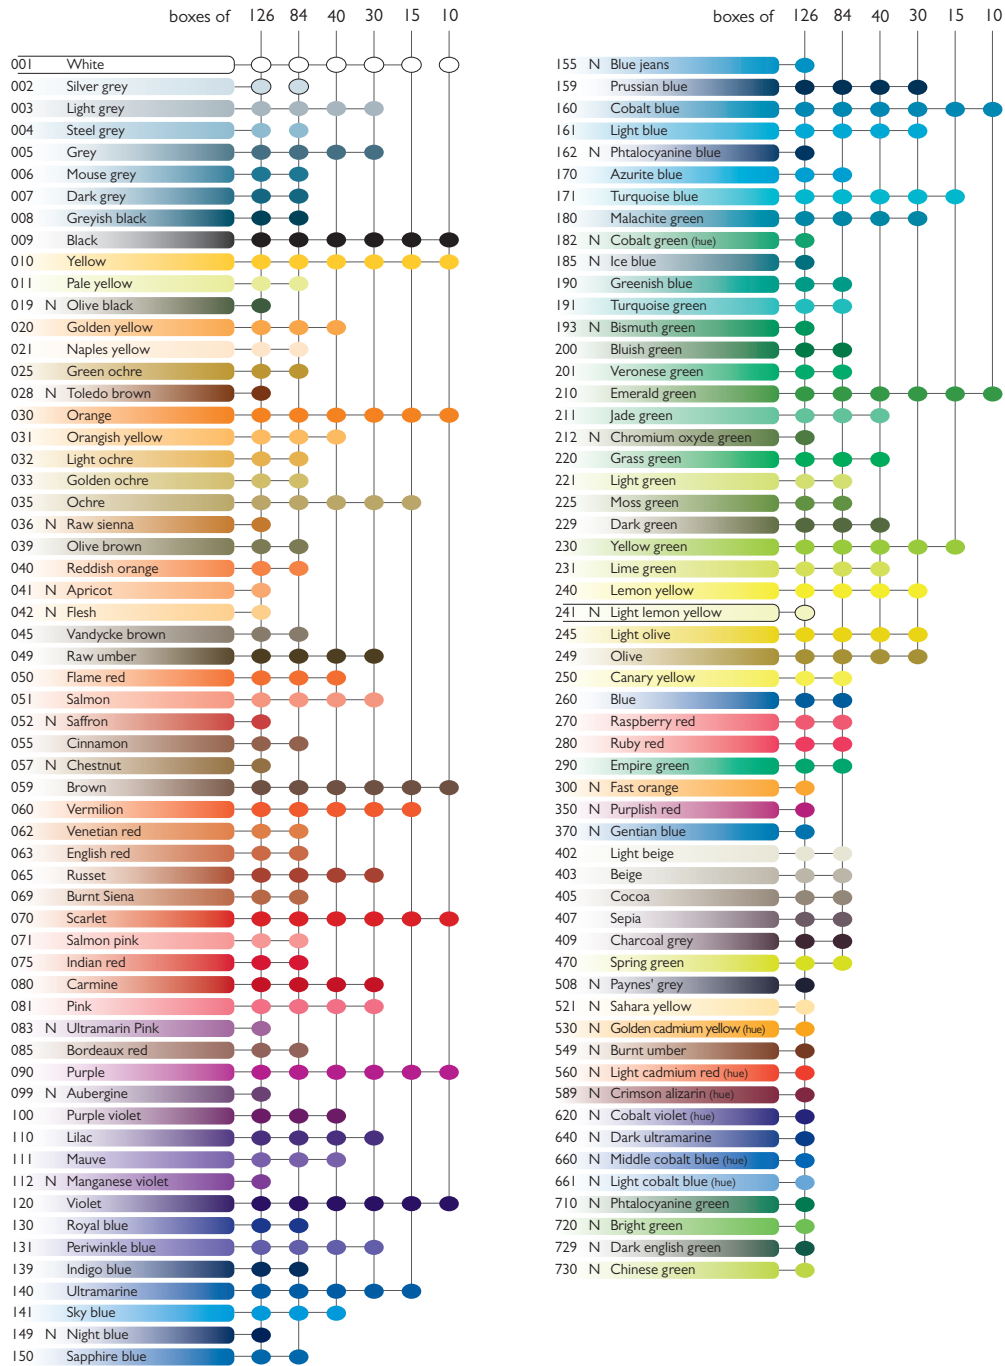 boxes of 126 84 40 30 15 10
001 White
002 Silver grey
003 Light grey
004 Steel grey
005 Grey
006 Mouse grey
007 Dark grey
008 Greyish black
009 Black
010 Yellow
011 Pale yellow
019 N Olive black
020 Golden yellow
021 Naples yellow
025 Green ochre
028 N Toledo brown
030 Orange
031 Orangish yellow
032 Light ochre
033 Golden ochre
035 Ochre
036 N Raw sienna
039 Olive brown
040 Reddish orange
041 N Apricot
042 N Flesh
045 Vandycke brown
049 Raw umber
050 Flame red
051 Salmon
052 N Saffron
055 Cinnamon
057 N Chestnut
059 Brown
060 Vermilion
062 Venetian red
063 English red
065 Russet
069 Burnt Siena
070 Scarlet
071 Salmon pink
075 Indian red
080 Carmine
081 Pink
083 N Ultramarin Pink
085 Bordeaux red
090 Purple
099 N Aubergine
100 Purple violet
110 Lilac
111 Mauve
112 N Manganese violet
120 Violet
130 Royal blue
131 Periwinkle blue
139 Indigo blue
140 Ultramarine
141 Sky blue
149 N Night blue
150 Sapphire blue
boxes of 126 84 40 30 15 10
155 N Blue jeans
159 Prussian blue
160 Cobalt blue
161 Light blue
162 N Phtalocyanine blue
170 Azurite blue
171 Turquoise blue
180 Malachite green
182 N Cobalt green (hue)
185 N Ice blue
190 Greenish blue
191 Turquoise green
193 N Bismuth green
200 Bluish green
201 Veronese green
210 Emerald green
211 Jade green
212 N Chromium oxyde green
220 Grass green
221 Light green
225 Moss green
229 Dark green
230 Yellow green
231 Lime green
240 Lemon yellow
241 N Light lemon yellow
245 Light olive
249 Olive
250 Canary yellow
260 Blue
270 Raspberry red
280 Ruby red
290 Empire green
300 N Fast orange
350 N Purplish red
370 N Gentian blue
402 Light beige
403 Beige
405 Cocoa
407 Sepia
409 Charcoal grey
470 Spring green
508 N Paynes' grey
521 N Sahara yellow
530 N Golden cadmium yellow (hue)
549 N Burnt umber
560 N Light cadmium red (hue)
589 N Crimson alizarin (hue)
620 N Cobalt violet (hue)
640 N Dark ultramarine
660 N Middle cobalt blue (hue)
661 N Light cobalt blue (hue)
710 N Phtalocyanine green
720 N Bright green
729 N Dark english green
730 N Chinese green